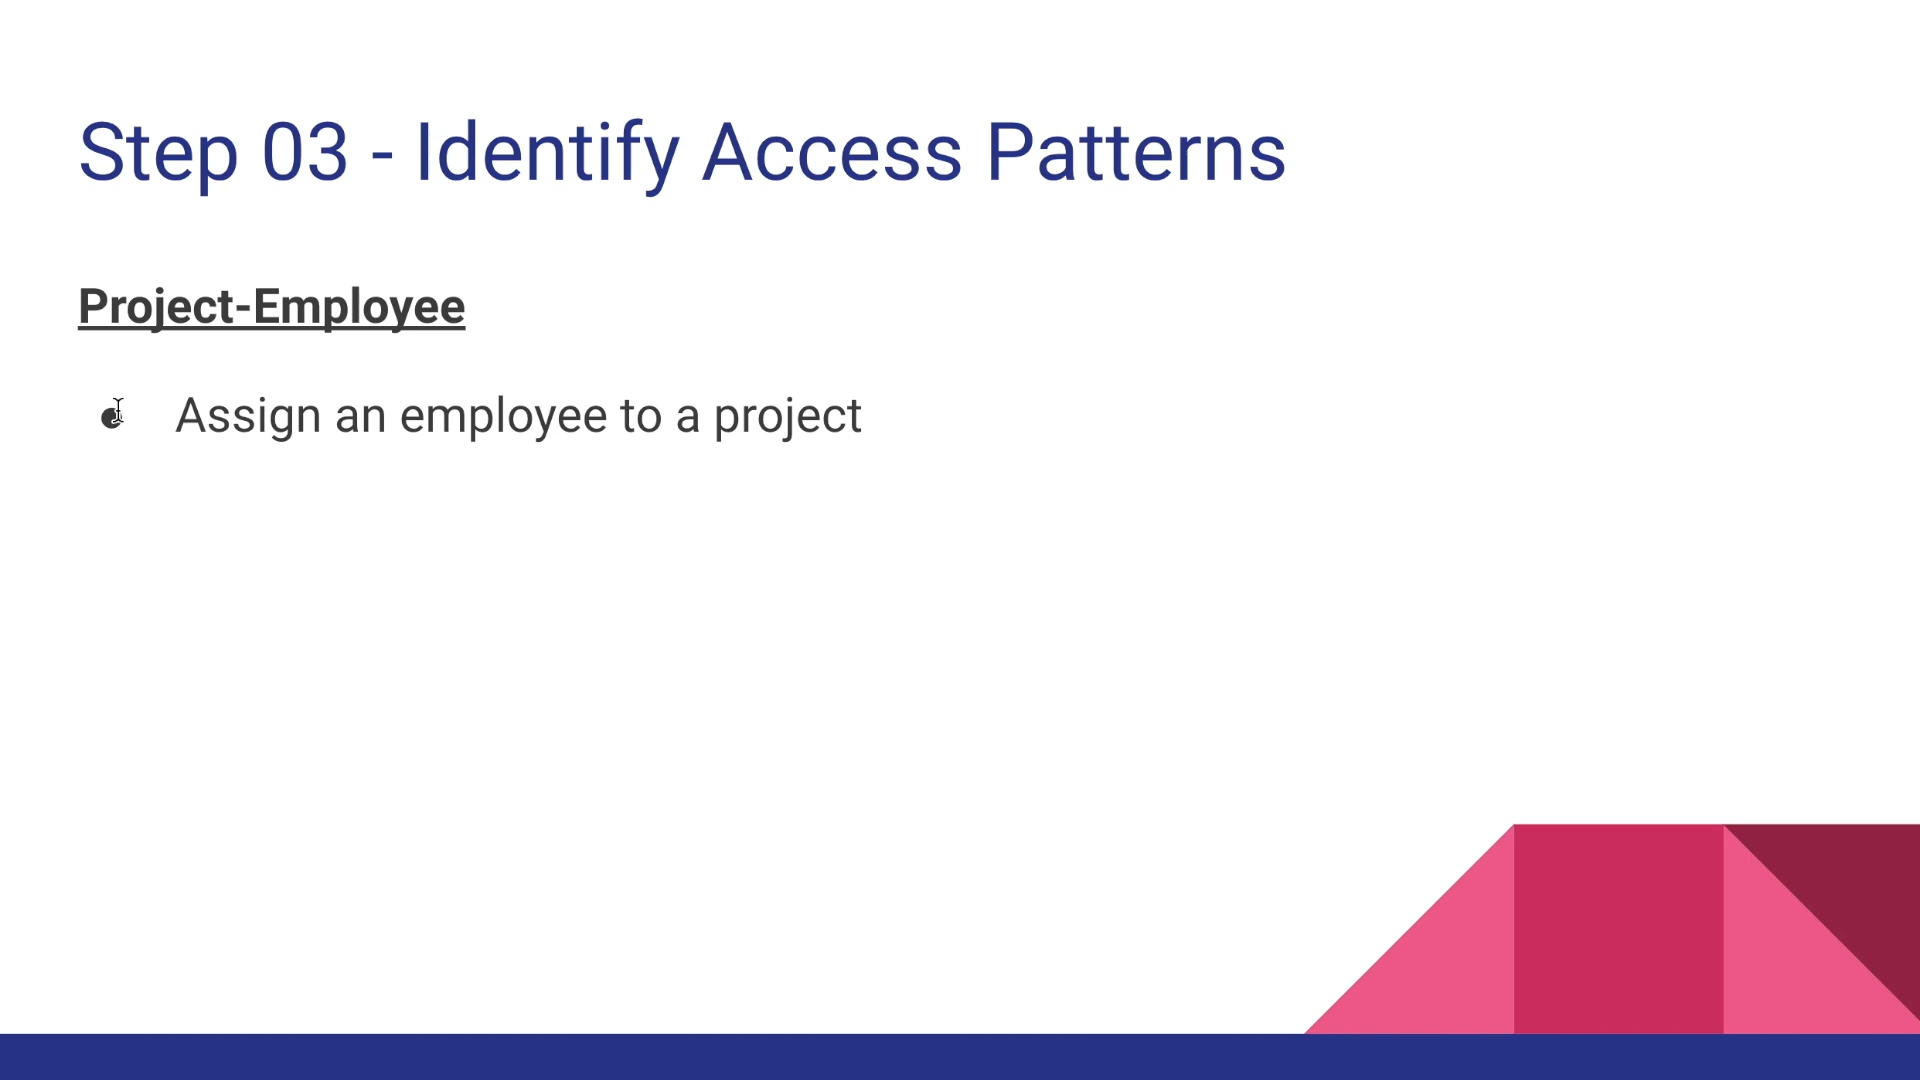 Step 03 - Identify Access Patterns
Project-Employee
● Assign an employee to a project